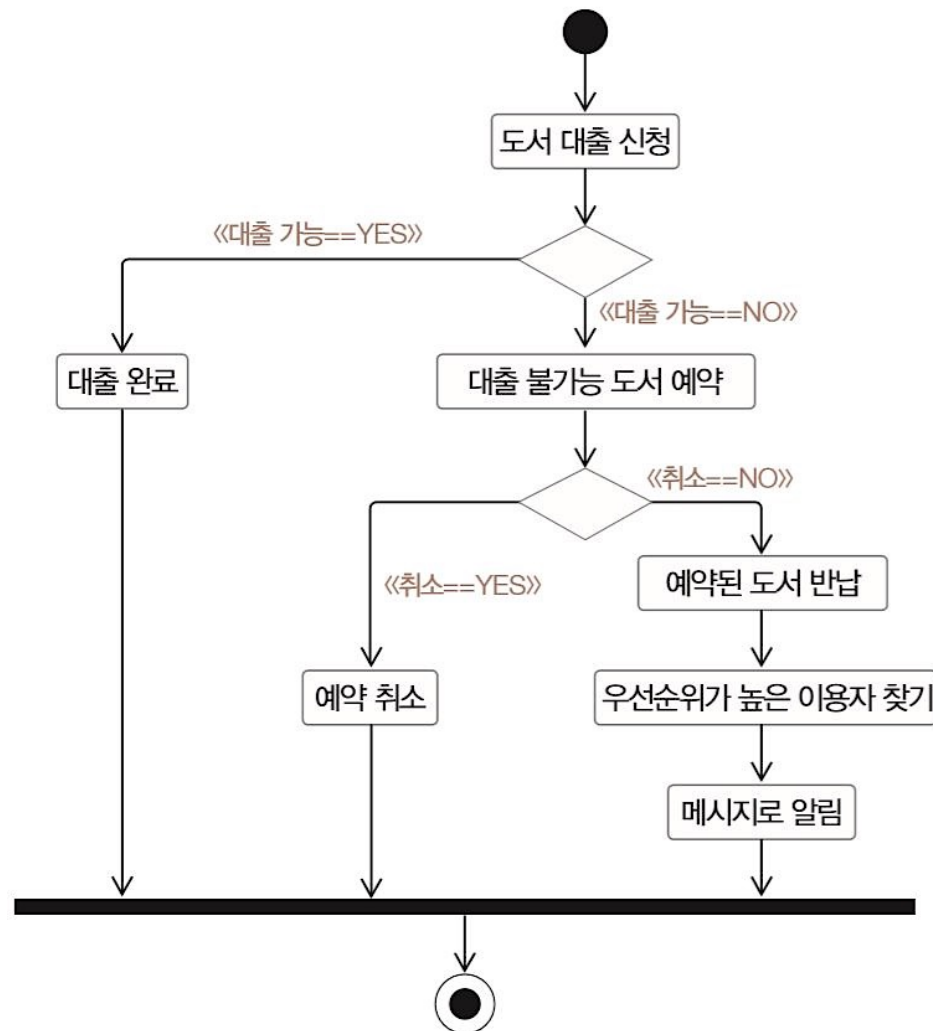 도서 대출 신청
《대출 가능==YES》
《대출 가능==NO》
대출 완료
대출 불가능 도서 예약
《취소==NO》
《취소==YES》
예약된 도서 반납
예약 취소
우선순위가 높은 이용자 찾기
메시지로 알림